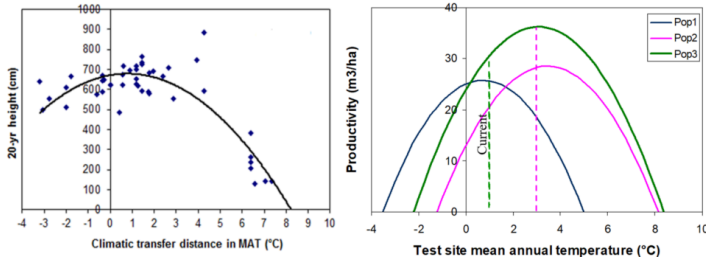 20-yr height (cm)
1000
900
800
700
600
500
400
300
200
100
0
-4 -3 -2 -1 0 1 2 3 4 5 6 7 8 9 10
Climatic transfer distance in MAT (°C)
Productivity (m3/ha)
40
30
20
10
0
-4 -2 0 2 4 6 8 10
Test site mean annual temperature (°C)
Current
Pop1
Pop2
Pop3